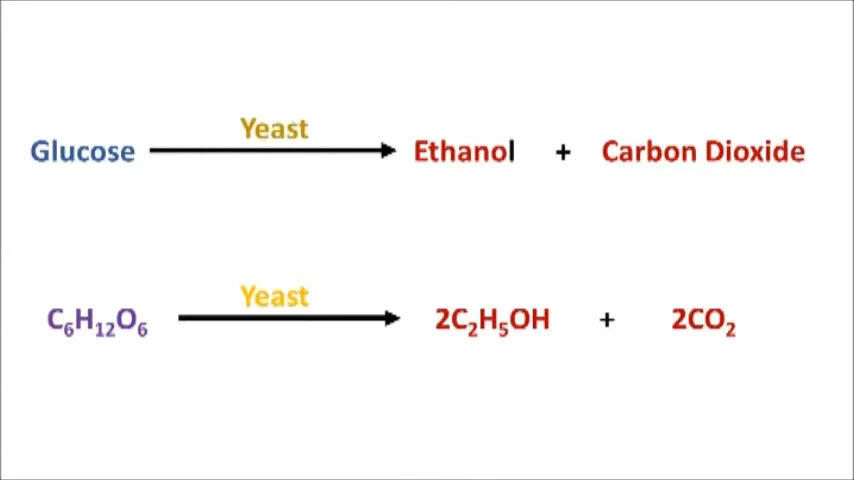 Yeast
Glucose Ethanol + Carbon Dioxide
Yeast
C₆H₁₂O₆ 2C₂H₅OH + 2CO₂